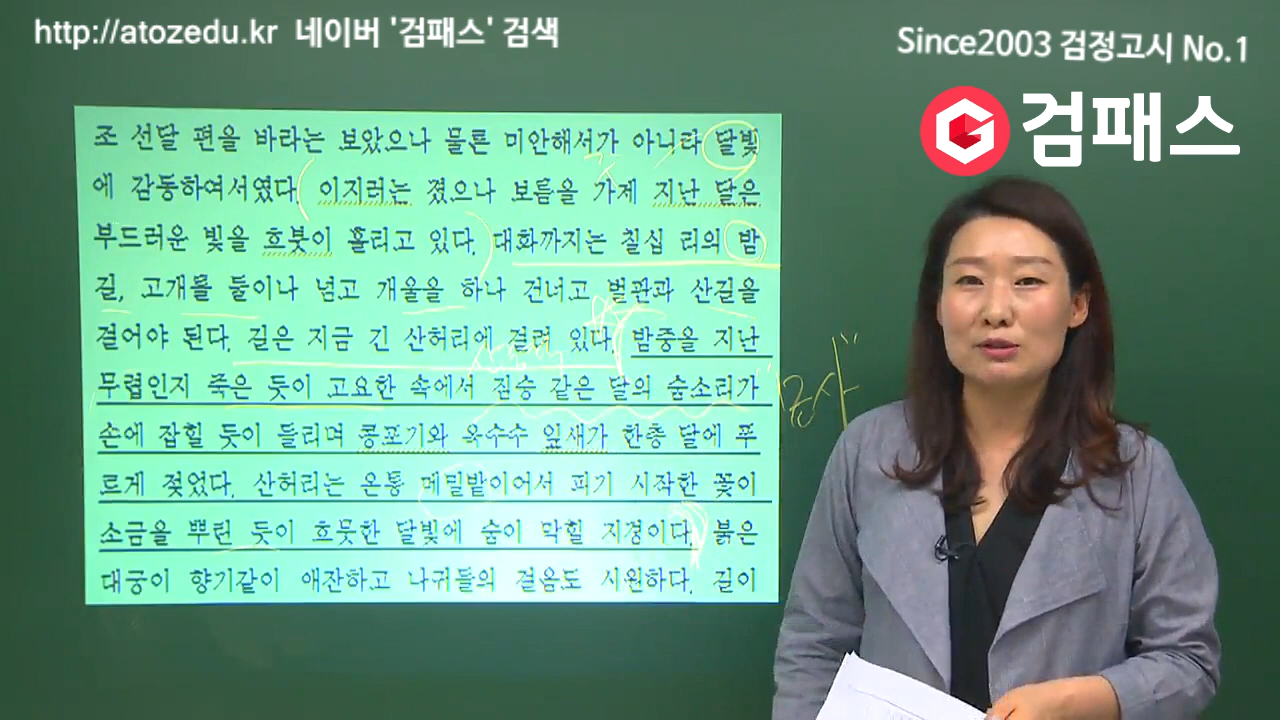 http://atozedu.kr 네이버 '검패스' 검색
Since2003 검정고시 No.1
검패스
조 선달 편을 바라는 보았으나 물론 미안해서가 아니라 달빛
에 감동하여서였다. 이지러는 졌으나 보름을 가제 지난 달은
부드러운 빛을 흐붓이 흘리고 있다. 대화까지는 칠십 리의 밤
길, 고개를 둘이나 넘고 개울을 하나 건너고 벌판과 산길을
걸어야 된다. 길은 지금 긴 산허리에 걸려 있다. 밤중을 지난
무렵인지 죽은 듯이 고요한 속에서 짐승 같은 달의 숨소리가
손에 잡힐 듯이 들리며 콩포기와 옥수수 잎새가 한층 달에 푸
르게 젖었다. 산허리는 온통 메밀밭이어서 피기 시작한 꽃이
소금을 뿌린 듯이 흐뭇한 달빛에 숨이 막힐 지경이다. 붉은
대궁이 향기같이 애잔하고 나귀들의 걸음도 시원하다. 길이